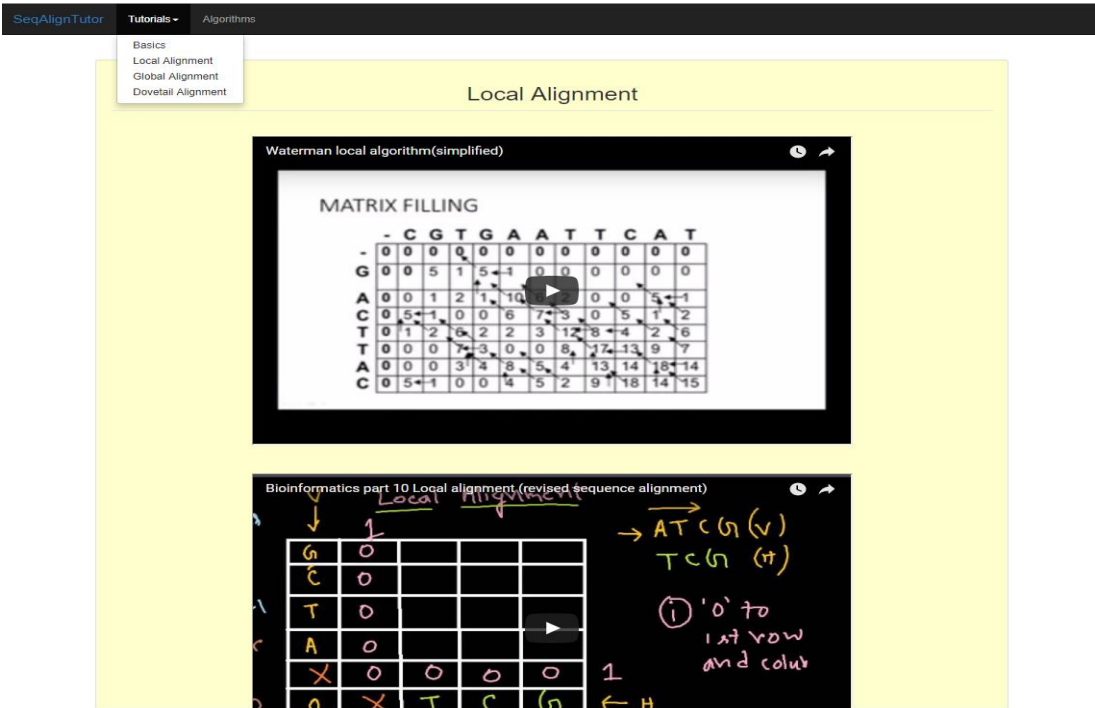 SeqAlignTutor Tutorials Algorithms
Basics
Local Alignment
Global Alignment
Dovetail Alignment
Local Alignment
Waterman local algorithm(simplified)
MATRIX FILLING
- C G T G A A T T C A T
- 0 0 0 0 0 0 0 0 0 0 0 0
G 0 0 5 1 5 1 0 0 0 0 0 0
A 0 0 1 2 1 10 6 2 0 0 5 1
C 0 5 1 0 0 6 7 3 0 5 1 2
T 0 1 2 6 2 2 3 12 8 4 2 6
T 0 0 0 7 3 0 0 8 17 13 9 7
A 0 0 0 3 4 8 5 4 13 14 18 14
C 0 5 1 0 0 4 5 2 9 18 14 15
Bioinformatics part 10 Local alignment (revised sequence alignment)
Local Alignment
1
G 0
C 0
T 0
A 0
X 0 0 0 0 1
X T C G ← H
→ ATCG (V)
TCG (H)
(i) '0' to
1st row
and colu